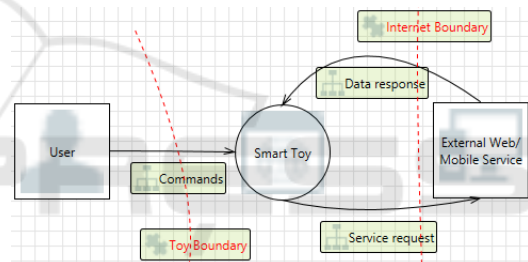 Internet Boundary
Data response
User
Smart Toy
External Web/
Mobile Service
Commands
Toy Boundary
Service request